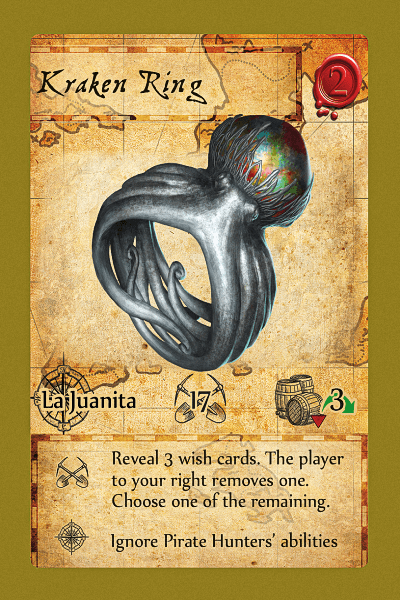 Kraken Ring
2
La Juanita 17 3
Reveal 3 wish cards. The player
to your right removes one.
Choose one of the remaining.
Ignore Pirate Hunters' abilities